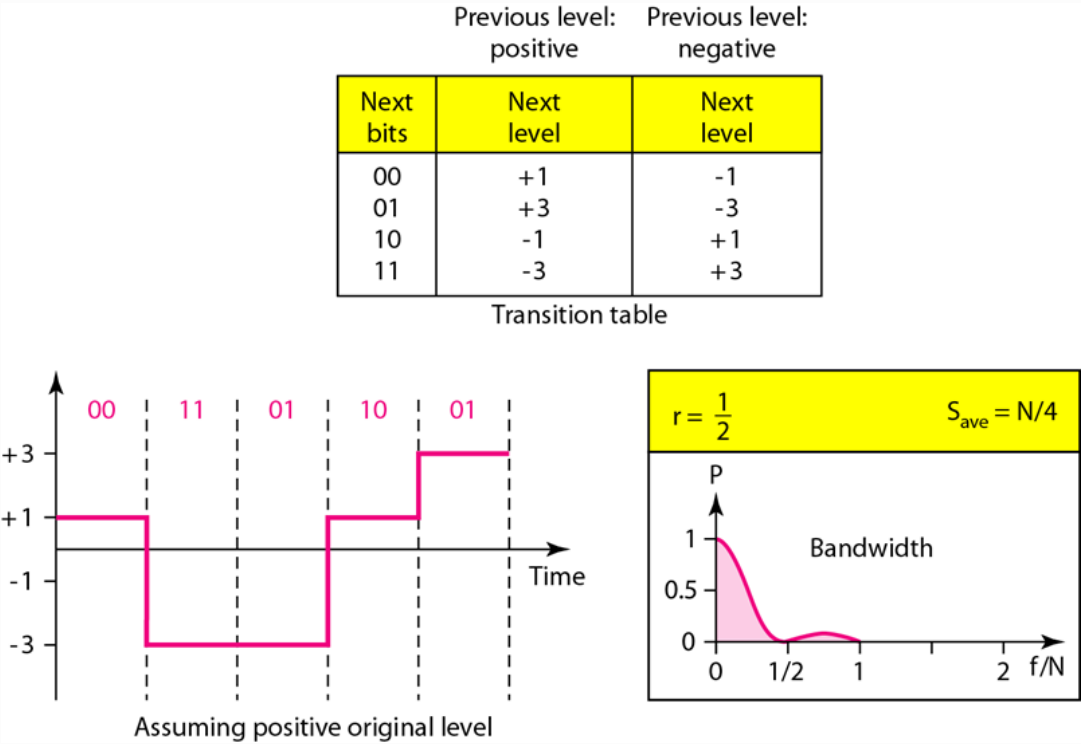 Previous level: Previous level:
positive negative
Next Next Next
bits level level
00 +1 -1
01 +3 -3
10 -1 +1
11 -3 +3
Transition table
00 11 01 10 01
+3
+1
-1
-3
Time
Assuming positive original level
r = 1/2 Save = N/4
P
1
Bandwidth
0.5
0
0 1/2 1 2 f/N